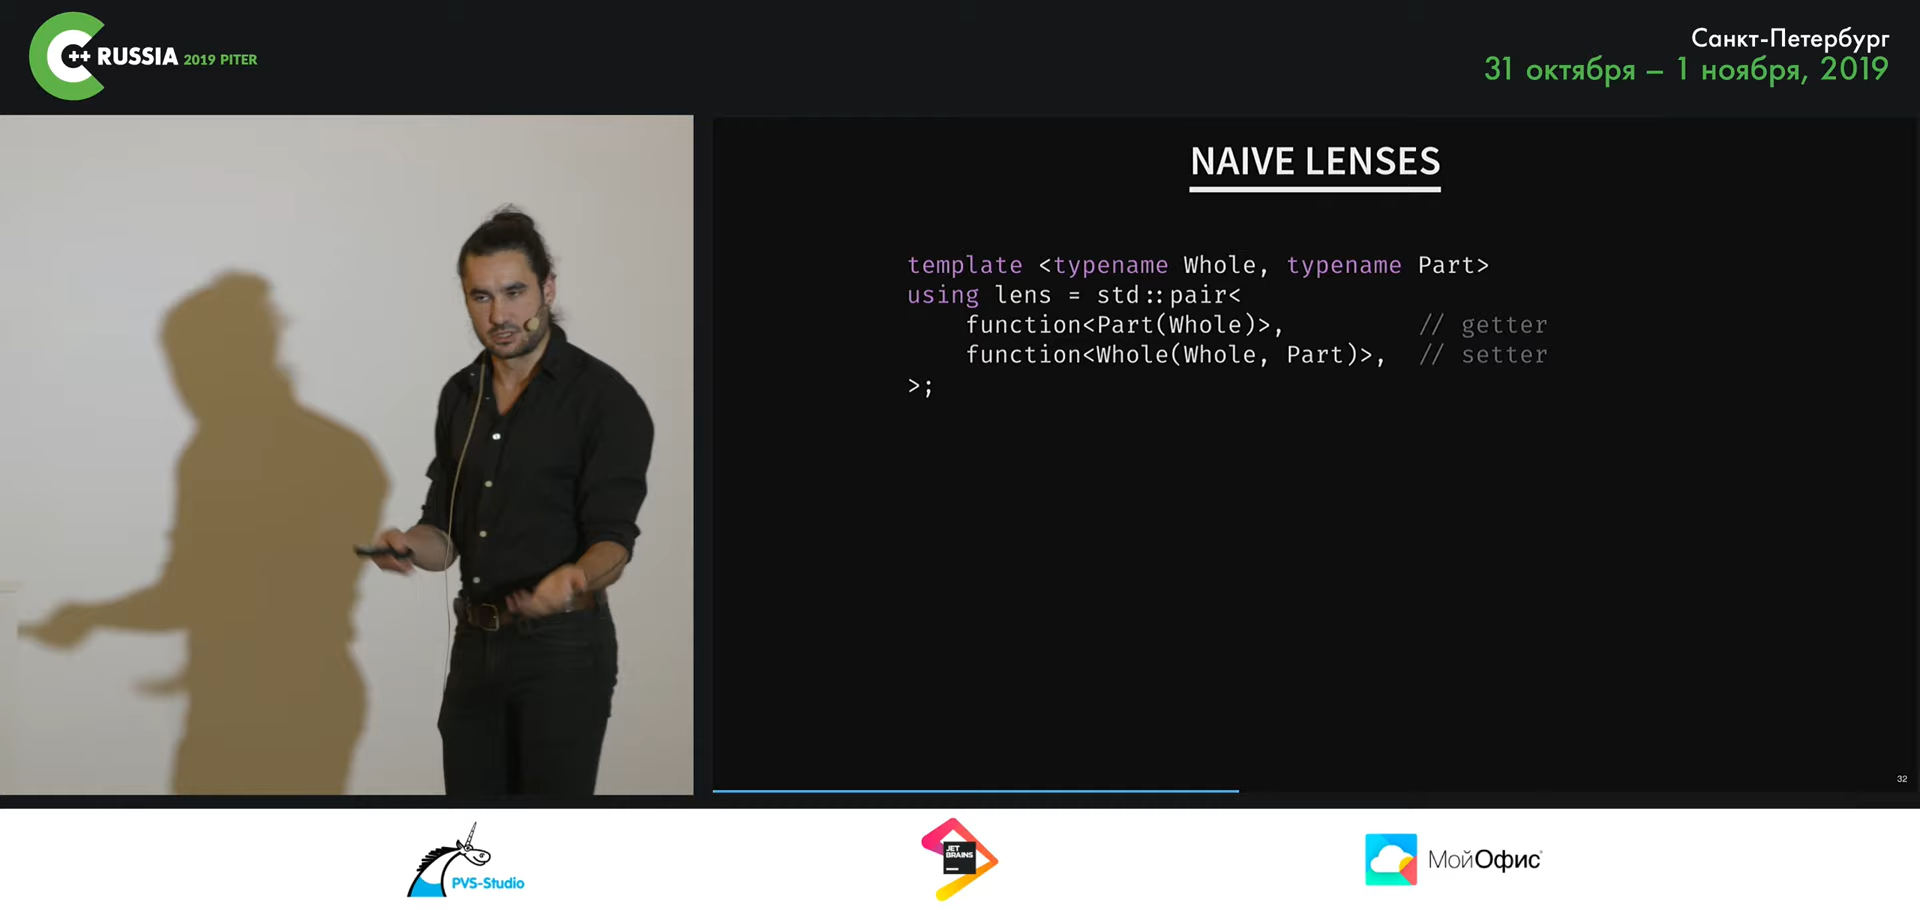 C++ RUSSIA 2019 PITER
Санкт-Петербург
31 октября – 1 ноября, 2019
NAIVE LENSES
template <typename Whole, typename Part>
using lens = std::pair<
function<Part(Whole)>, // getter
function<Whole(Whole, Part)>, // setter
>;
32
PVS-Studio
JET
BRAINS
МойОфис